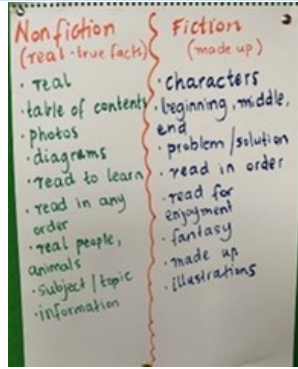 Nonfiction
(real-true facts)
· real
· table of contents
· photos
· diagrams
· read to learn
· read in any
order
· real people,
animals
· subject/topic
· information
Fiction
(made up)
· characters
· beginning, middle,
end
· problem/solution
· read in order
· read for
enjoyment
· fantasy
· made up
· illustrations